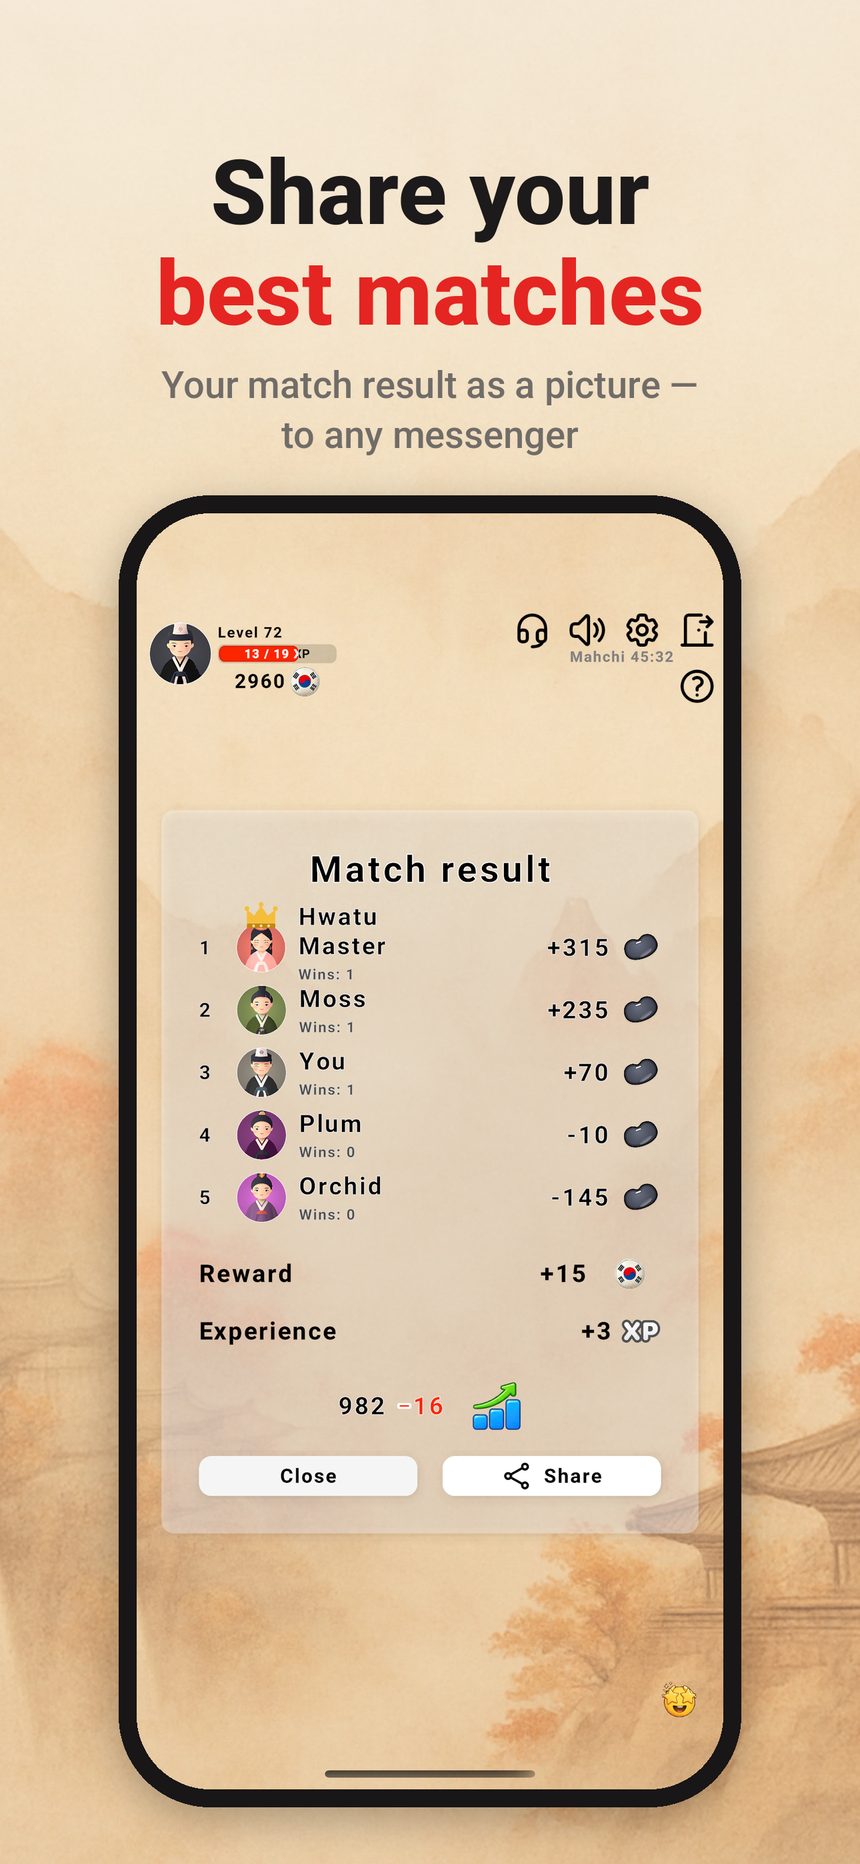 Share your
best matches
Your match result as a picture —
to any messenger
Level 72
13 / 19 XP
2960
Mahchi 45:32
Match result
1
Hwatu
Master
Wins: 1
+315
2
Moss
Wins: 1
+235
3
You
Wins: 1
+70
4
Plum
Wins: 0
-10
5
Orchid
Wins: 0
-145
Reward +15
Experience +3 XP
982 -16
Close
Share